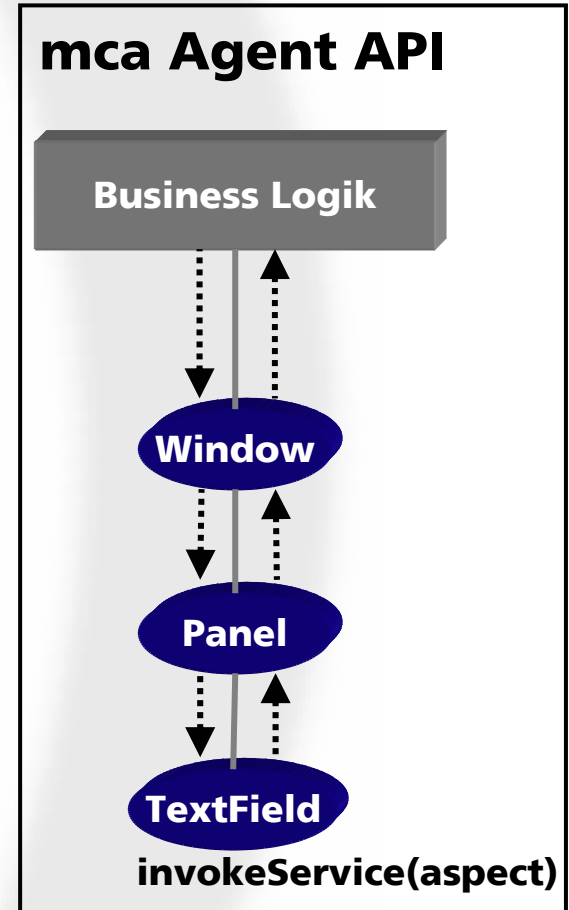 mca Agent API
Business Logik
Window
Panel
TextField
invokeService(aspect)